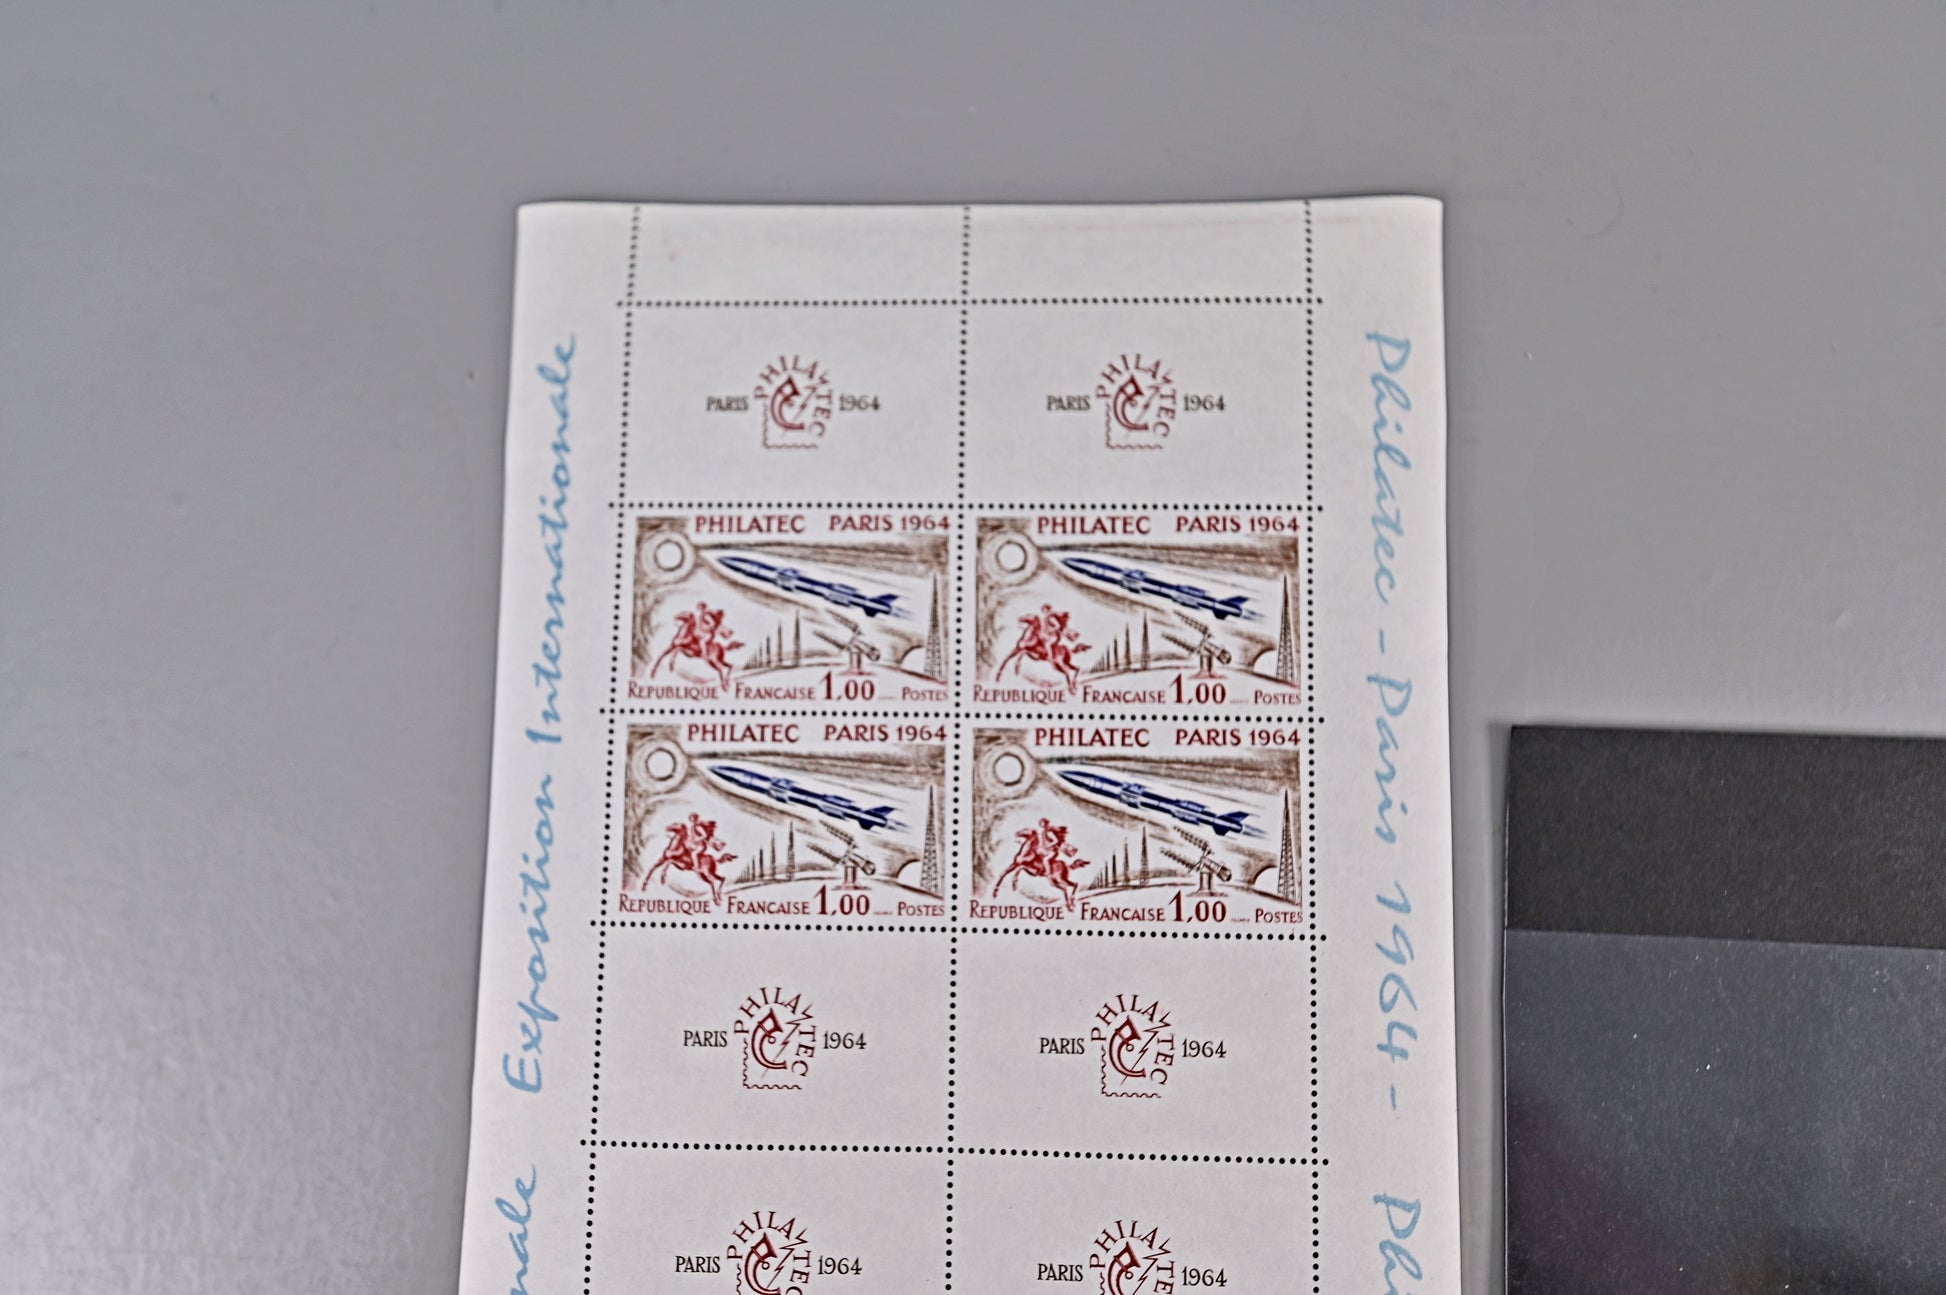 Exposition Internationale
Philatec - Paris 1964 -
PARIS PHILATEC 1964
PARIS PHILATEC 1964
PHILATEC PARIS 1964
REPUBLIQUE FRANCAISE 1,00 POSTES
PHILATEC PARIS 1964
REPUBLIQUE FRANCAISE 1,00 POSTES
PHILATEC PARIS 1964
REPUBLIQUE FRANCAISE 1,00 POSTES
PHILATEC PARIS 1964
REPUBLIQUE FRANCAISE 1,00 POSTES
PARIS PHILATEC 1964
PARIS PHILATEC 1964
PARIS PHILATEC 1964
PARIS PHILATEC 1964
nale
Phi